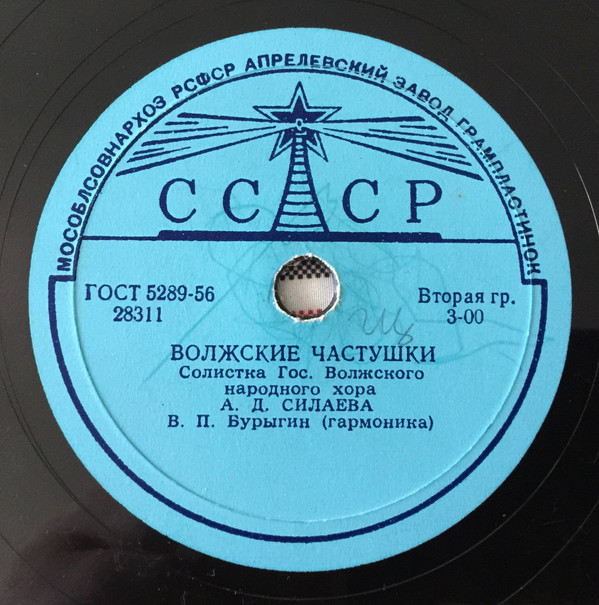 МОСОБЛСОВНАРХОЗ РСФСР АПРЕЛЕВСКИЙ ЗАВОД ГРАМПЛАСТИНОК
СССР
ГОСТ 5289-56
28311
Вторая гр.
3-00
ВОЛЖСКИЕ ЧАСТУШКИ
Солистка Гос. Волжского
народного хора
А. Д. СИЛАЕВА
В. П. Бурыгин (гармоника)